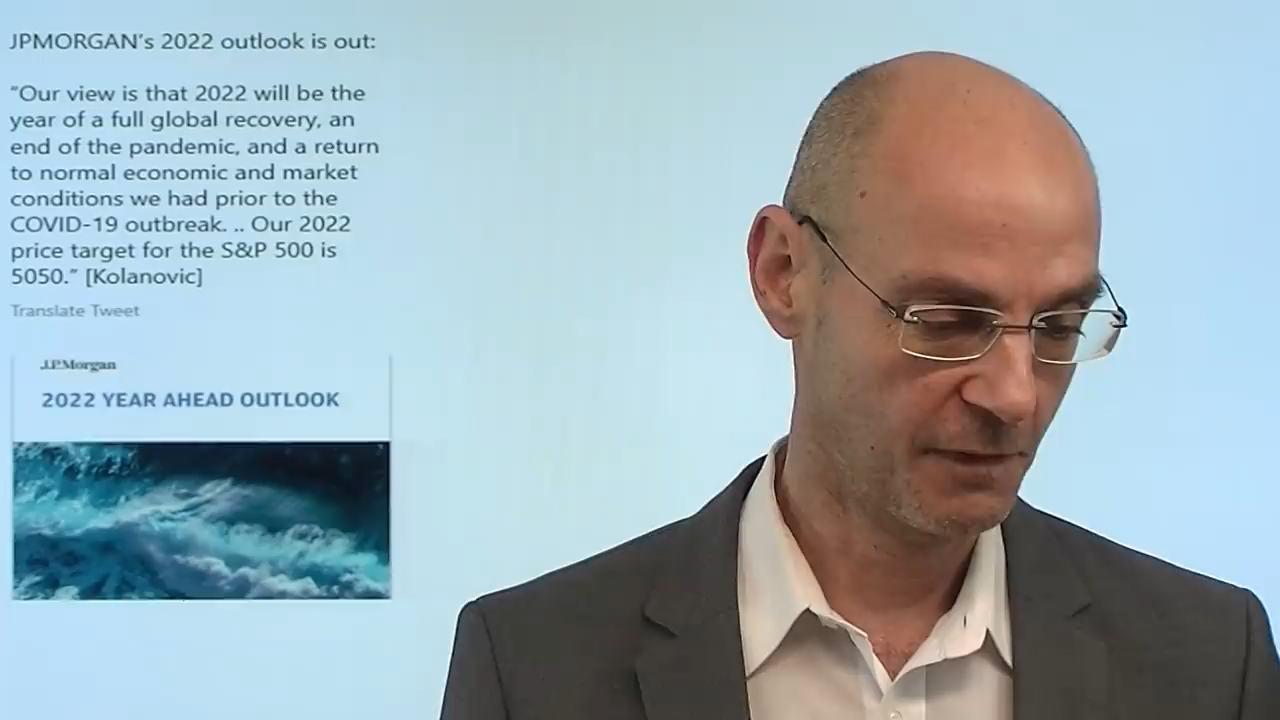 JPMORGAN's 2022 outlook is out:
"Our view is that 2022 will be the
year of a full global recovery, an
end of the pandemic, and a return
to normal economic and market
conditions we had prior to the
COVID-19 outbreak. .. Our 2022
price target for the S&P 500 is
5050." [Kolanovic]
Translate Tweet
J.P.Morgan
2022 YEAR AHEAD OUTLOOK